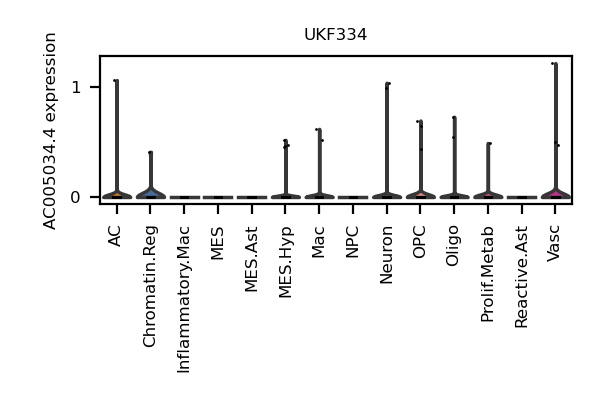 UKF334
AC005034.4 expression
1
0
AC
Chromatin.Reg
Inflammatory.Mac
MES
MES.Ast
MES.Hyp
Mac
NPC
Neuron
OPC
Oligo
Prolif.Metab
Reactive.Ast
Vasc